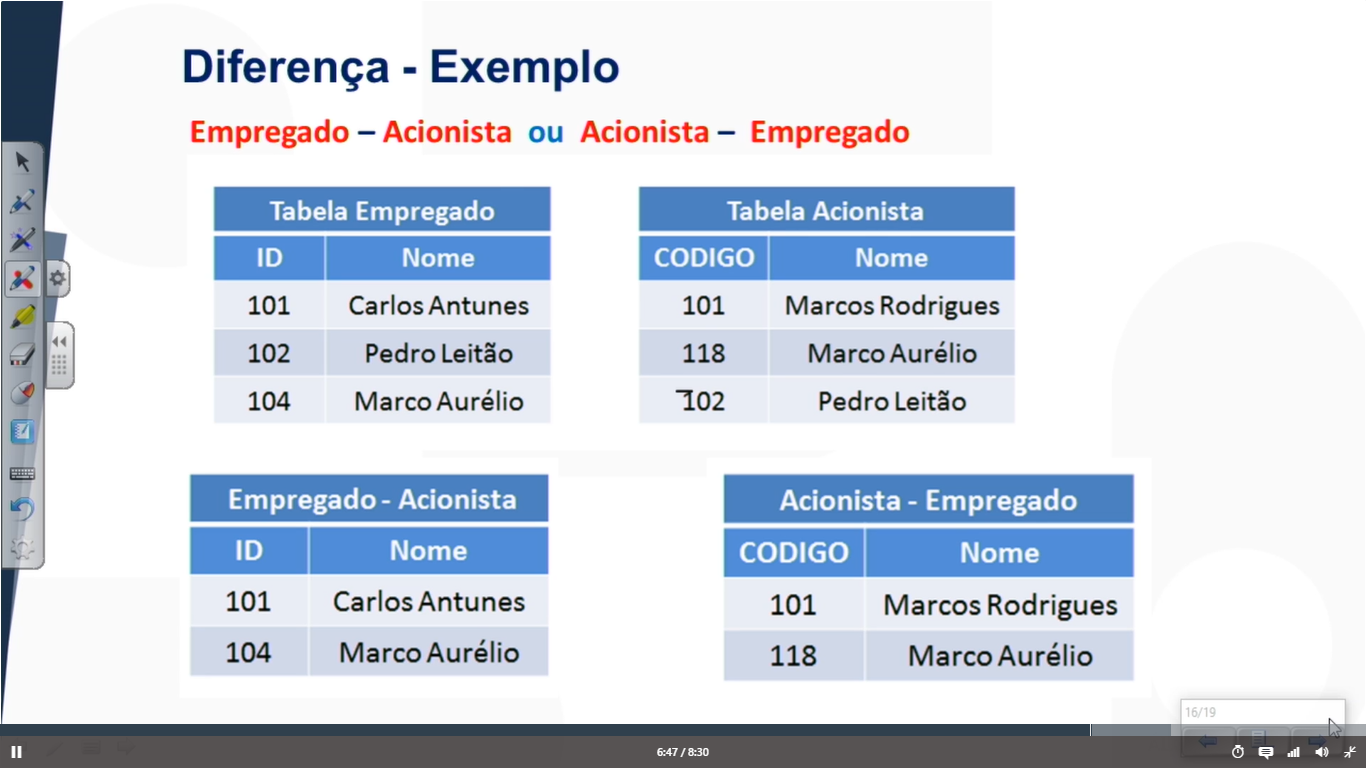 Diferença - Exemplo
Empregado – Acionista ou Acionista – Empregado
Tabela Empregado
ID Nome
101 Carlos Antunes
102 Pedro Leitão
104 Marco Aurélio
Tabela Acionista
CODIGO Nome
101 Marcos Rodrigues
118 Marco Aurélio
102 Pedro Leitão
Empregado - Acionista
ID Nome
101 Carlos Antunes
104 Marco Aurélio
Acionista - Empregado
CODIGO Nome
101 Marcos Rodrigues
118 Marco Aurélio
16/19
6:47 / 8:30